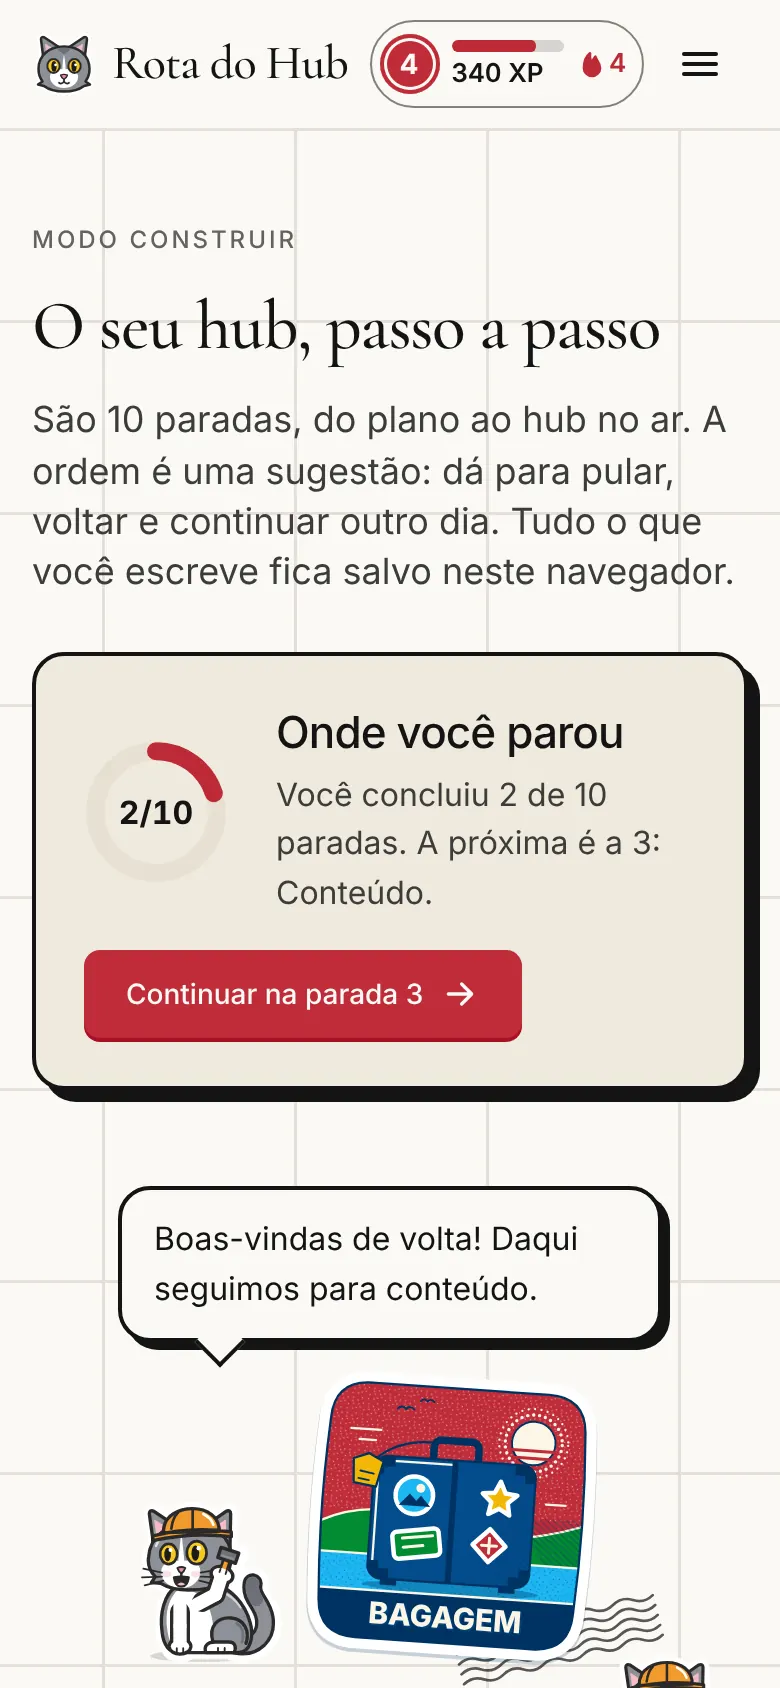 Rota do Hub
4
340 XP
4
MODO CONSTRUIR
O seu hub, passo a passo
São 10 paradas, do plano ao hub no ar. A
ordem é uma sugestão: dá para pular,
voltar e continuar outro dia. Tudo o que
você escreve fica salvo neste navegador.
2/10
Onde você parou
Você concluiu 2 de 10
paradas. A próxima é a 3:
Conteúdo.
Continuar na parada 3
Boas-vindas de volta! Daqui
seguimos para conteúdo.
BAGAGEM